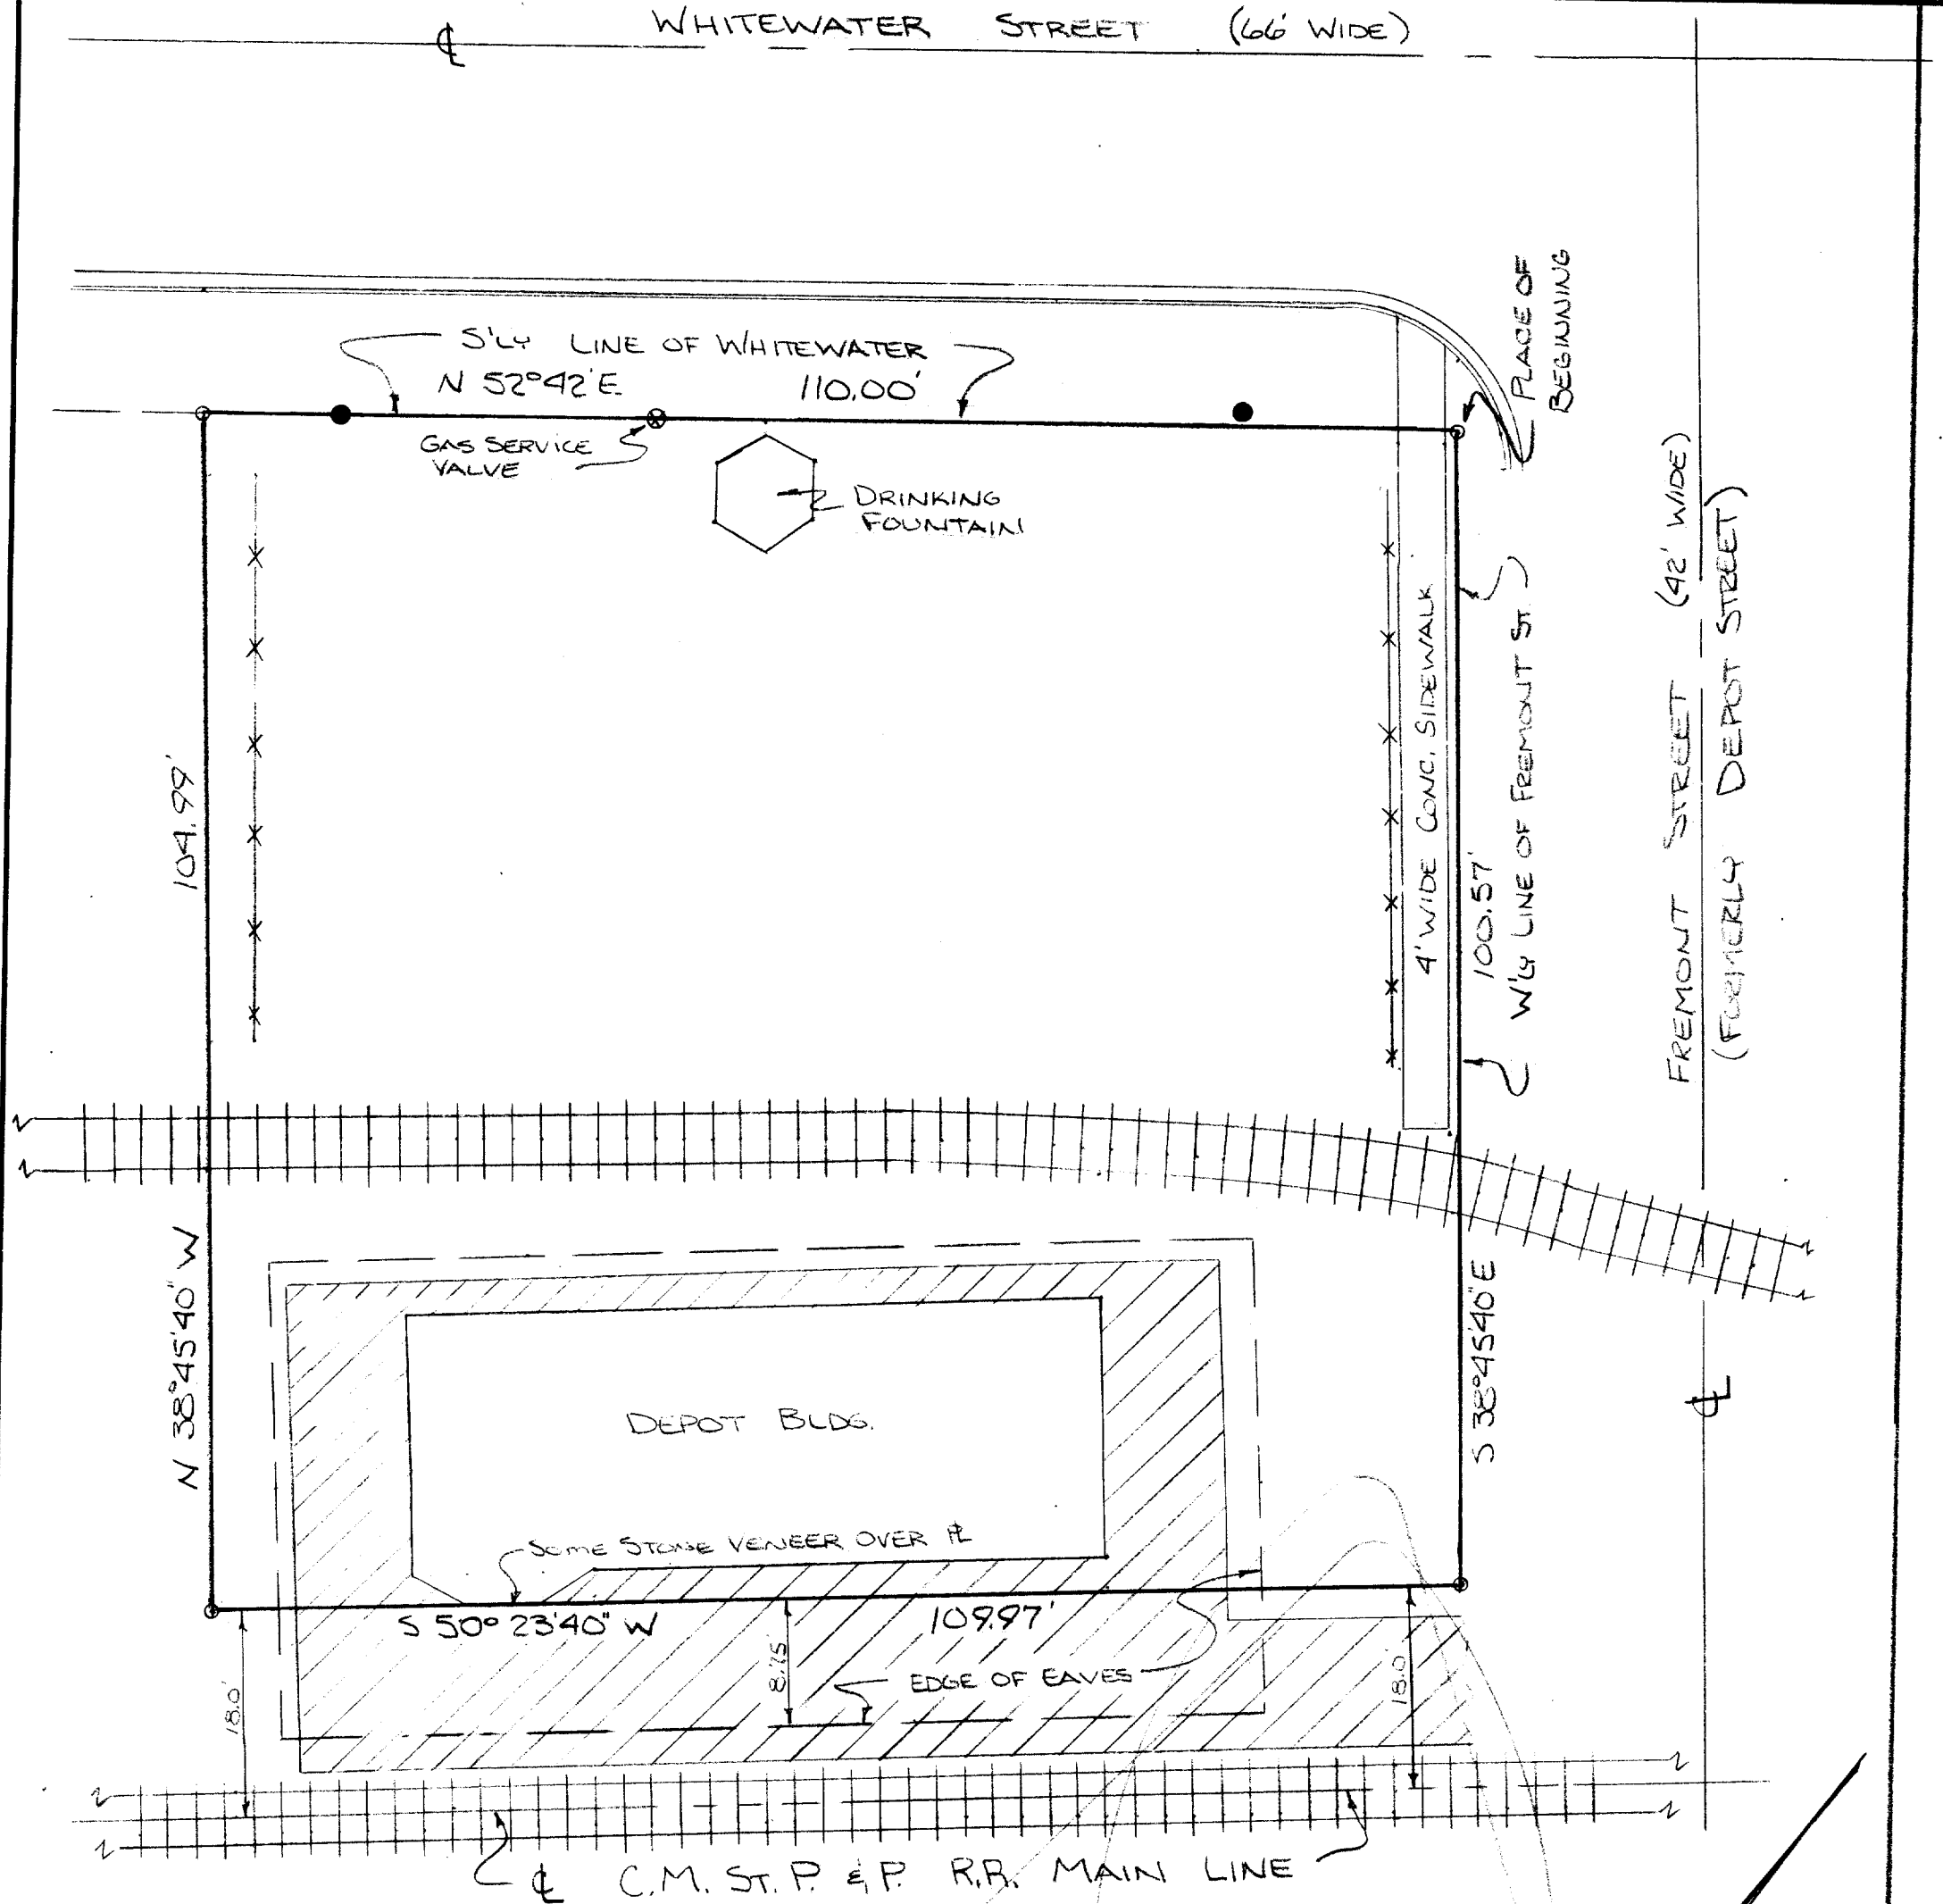 WHITEWATER STREET (66' WIDE)
℄
PLACE OF
BEGINNING
S'LY LINE OF WHITEWATER
N 52°42'E 110.00'
GAS SERVICE
VALVE
DRINKING
FOUNTAIN
104.99'
N 38°45'40" W
4' WIDE CONC. SIDEWALK
100.57'
W'LY LINE OF FREMONT ST.
S 38°45'40"E
FREMONT STREET (42' WIDE)
(FORMERLY DEPOT STREET)
℄
DEPOT BLDG.
SOME STONE VENEER OVER ⅊
S 50° 23'40" W 109.97'
EDGE OF EAVES
18.0'
8.75
18.0
℄ C.M. ST. P. & P. R.R. MAIN LINE